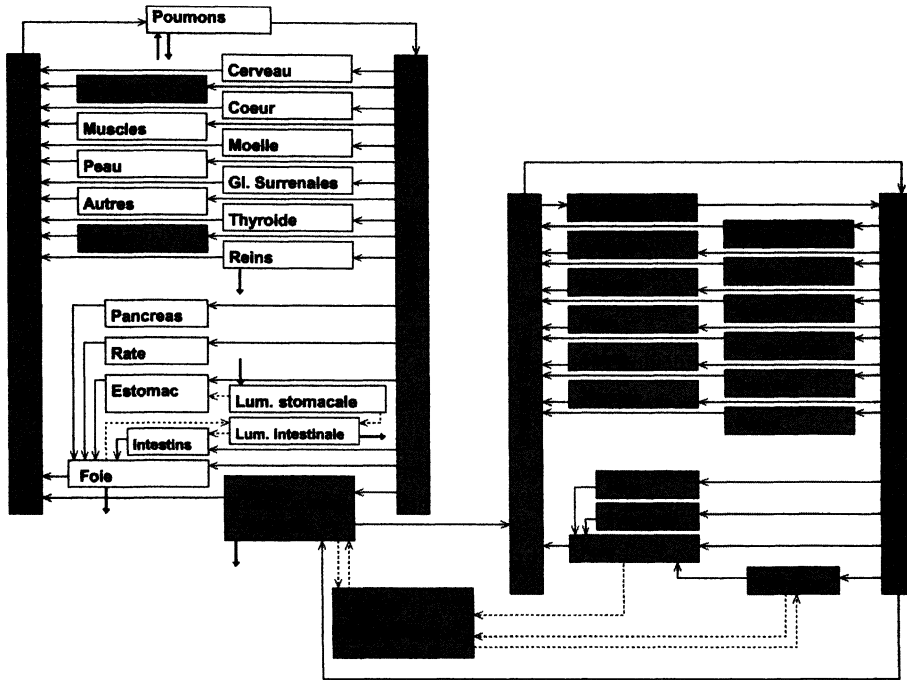 Poumons
Cerveau
Coeur
Muscles
Moelle
Peau
Gl. Surrenales
Autres
Thyroide
Reins
Pancreas
Rate
Estomac
Lum. stomacale
Lum. Intestinale
Intestins
Foie